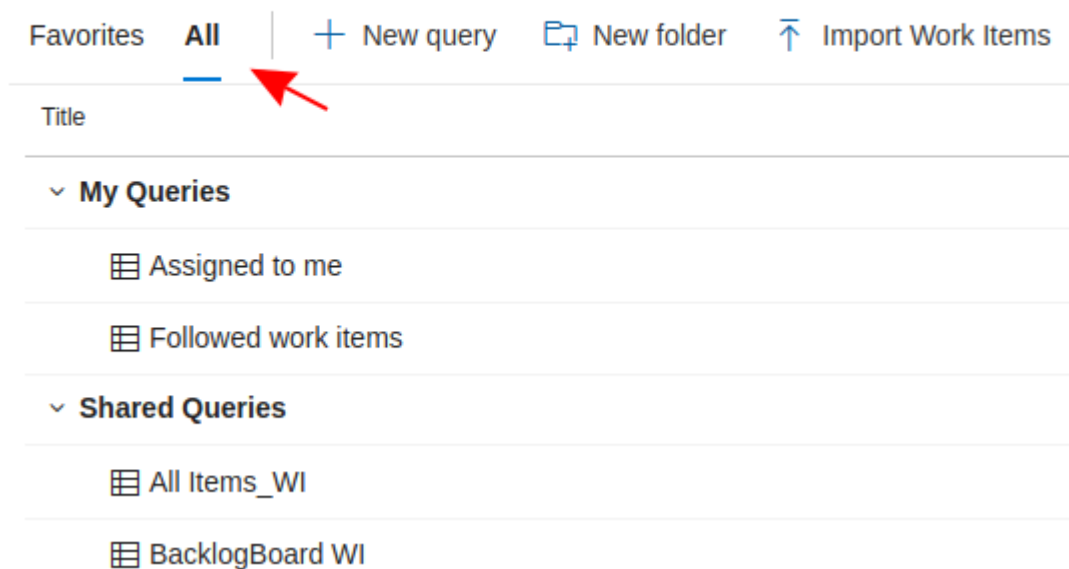 Favorites All New query New folder Import Work Items
Title
My Queries
Assigned to me
Followed work items
Shared Queries
All Items_WI
BacklogBoard WI